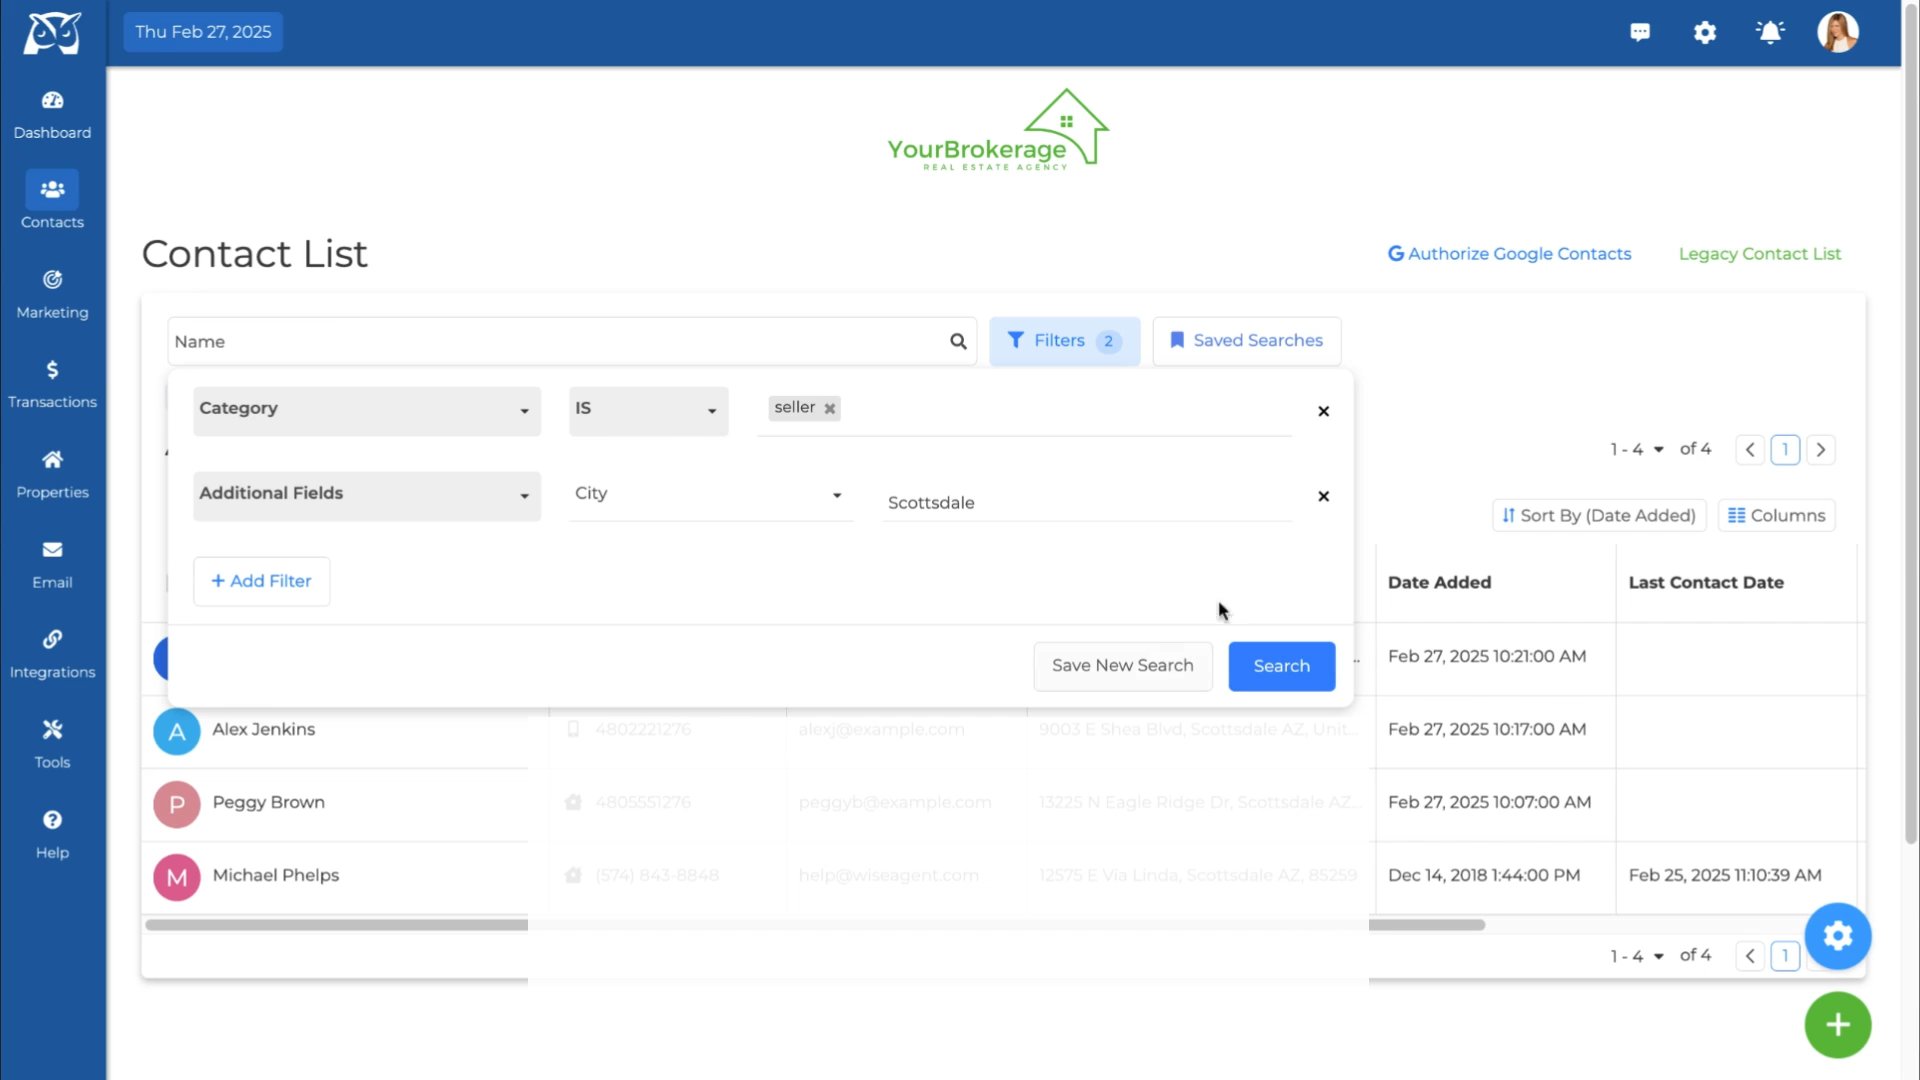 Thu Feb 27, 2025
Dashboard
Contacts
Marketing
Transactions
Properties
Email
Integrations
Tools
Help
YourBrokerage
REAL ESTATE AGENCY
Contact List
Authorize Google Contacts
Legacy Contact List
Name
Filters 2
Saved Searches
Category
IS
seller
Additional Fields
City
Scottsdale
+ Add Filter
Save New Search
Search
1 - 4 of 4
1
Sort By (Date Added)
Columns
Date Added
Last Contact Date
Feb 27, 2025 10:21:00 AM
A
Alex Jenkins
4802221276
alexj@example.com
9003 E Shea Blvd, Scottsdale AZ, Unit...
Feb 27, 2025 10:17:00 AM
P
Peggy Brown
4805551276
peggyb@example.com
13225 N Eagle Ridge Dr, Scottsdale AZ...
Feb 27, 2025 10:07:00 AM
M
Michael Phelps
(574) 843-8848
help@wiseagent.com
12575 E Via Linda, Scottsdale AZ, 85259
Dec 14, 2018 1:44:00 PM
Feb 25, 2025 11:10:39 AM
1 - 4 of 4
1